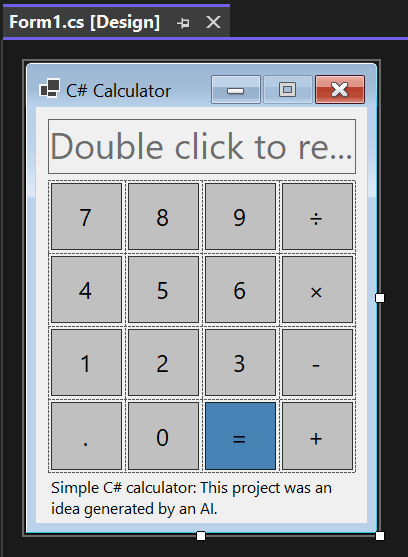 Form1.cs [Design]
C# Calculator
Double click to re...
7 8 9 ÷
4 5 6 ×
1 2 3 -
. 0 = +
Simple C# calculator: This project was an
idea generated by an AI.